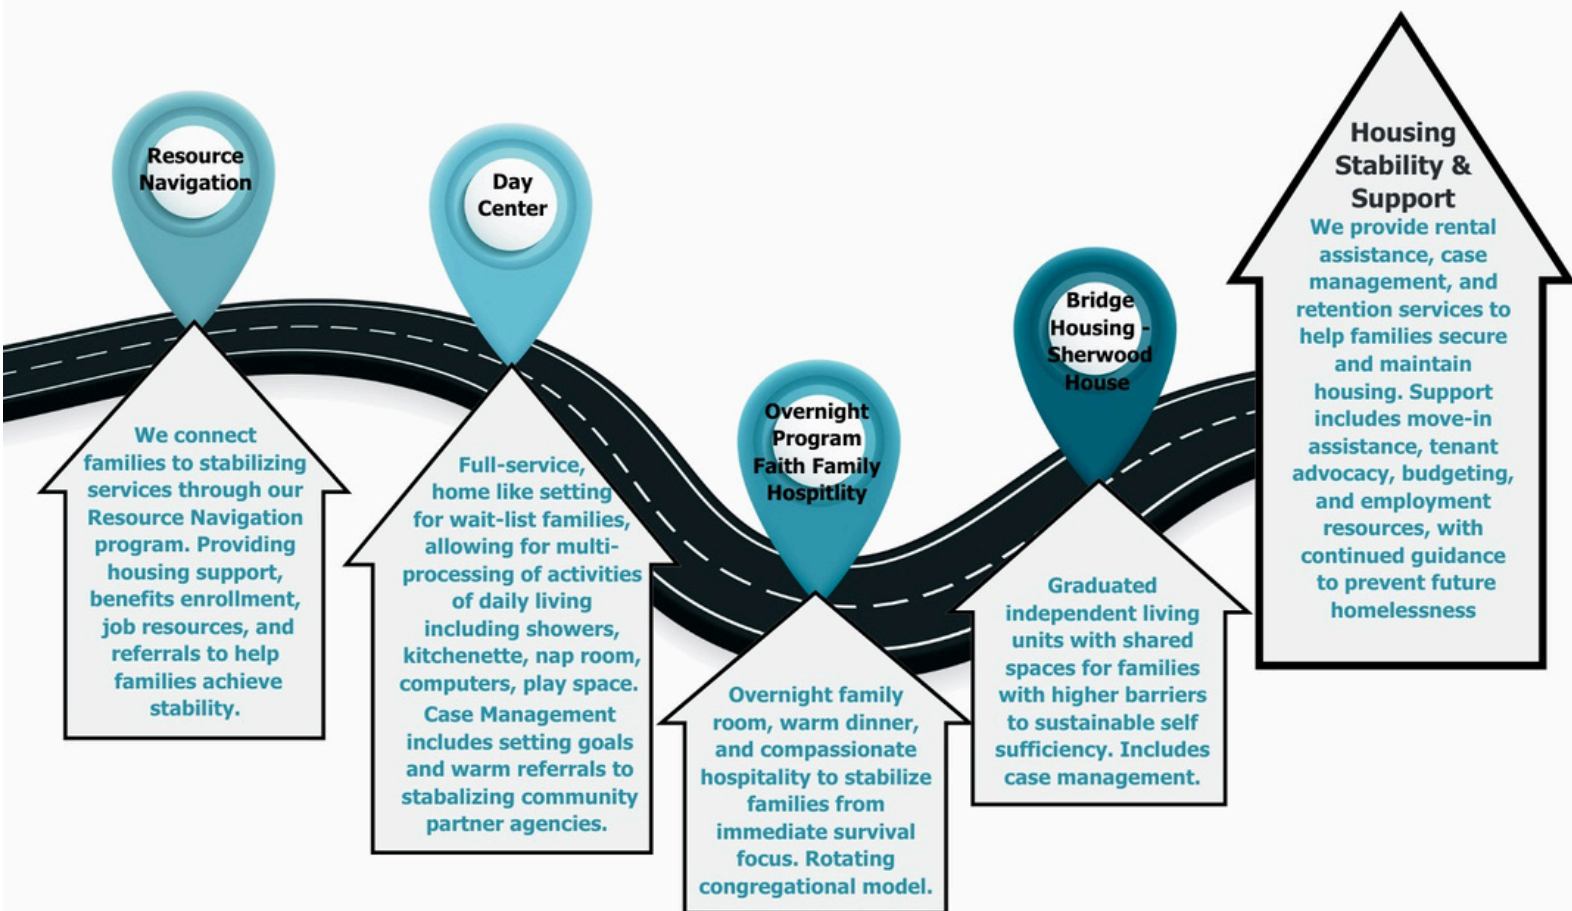 Resource
Navigation
We connect
families to stabilizing
services through our
Resource Navigation
program. Providing
housing support,
benefits enrollment,
job resources, and
referrals to help
families achieve
stability.
Day
Center
Full-service,
home like setting
for wait-list families,
allowing for multi-
processing of activities
of daily living
including showers,
kitchenette, nap room,
computers, play space.
Case Management
includes setting goals
and warm referrals to
stabalizing community
partner agencies.
Overnight
Program
Faith Family
Hospitlity
Overnight family
room, warm dinner,
and compassionate
hospitality to stabilize
families from
immediate survival
focus. Rotating
congregational model.
Bridge
Housing -
Sherwood
House
Graduated
independent living
units with shared
spaces for families
with higher barriers
to sustainable self
sufficiency. Includes
case management.
Housing
Stability &
Support
We provide rental
assistance, case
management, and
retention services to
help families secure
and maintain
housing. Support
includes move-in
assistance, tenant
advocacy, budgeting,
and employment
resources, with
continued guidance
to prevent future
homelessness